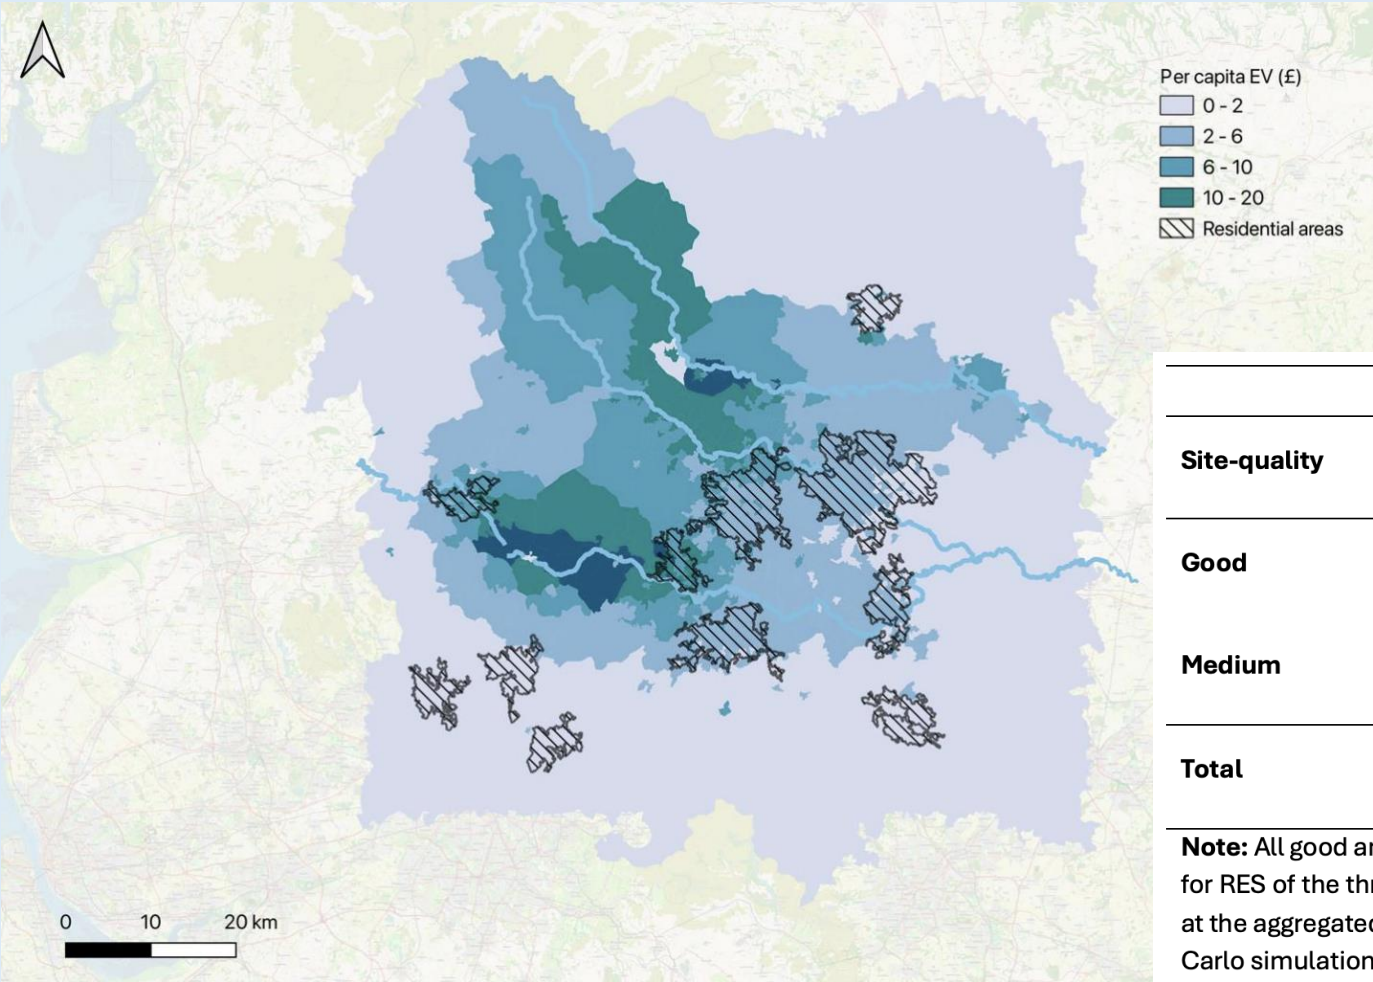 Per capita EV (£)
0 - 2
2 - 6
6 - 10
10 - 20
Residential areas
Site-quality
Good
Medium
Total
Note: All good
for RES of the
at the
Carlo simulation
0 10 20 km